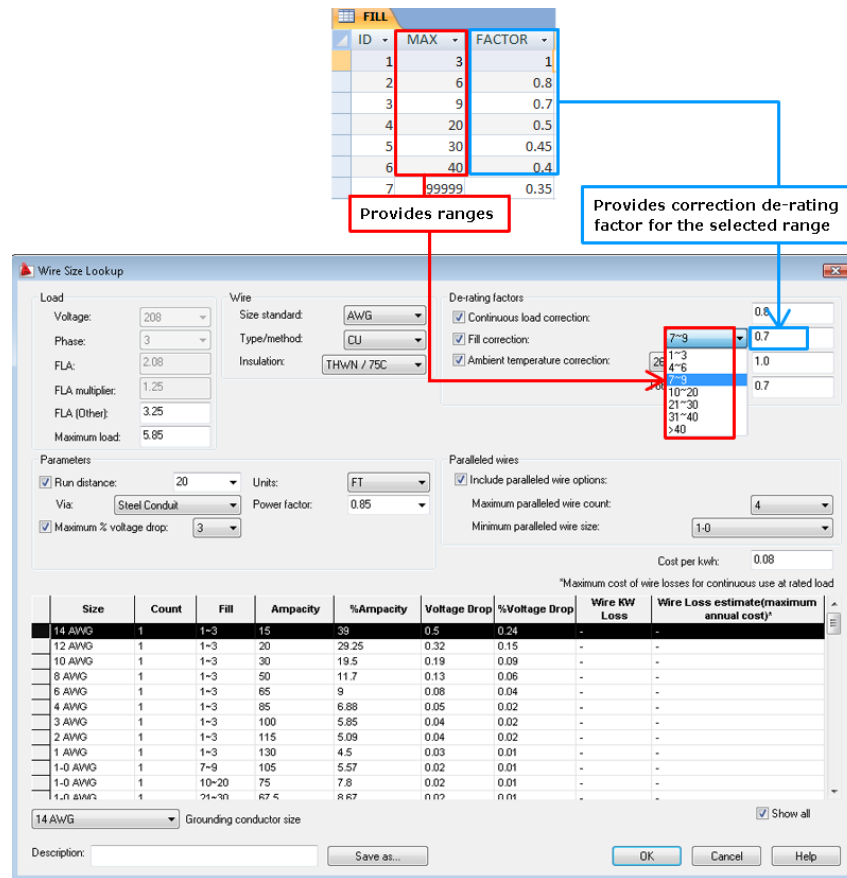 FILL
ID MAX FACTOR
1 3 1
2 6 0.8
3 9 0.7
4 20 0.5
5 30 0.45
6 40 0.4
7 99999 0.35
Provides ranges
Provides correction de-rating
factor for the selected range
Wire Size Lookup
Load
Voltage: 208
Phase: 3
FLA: 2.08
FLA multiplier: 1.25
FLA (Other): 3.25
Maximum load: 5.85
Wire
Size standard: AWG
Type/method: CU
Insulation: THWN / 75C
De-rating factors
Continuous load correction: 0.8
Fill correction: 7~9 0.7
Ambient temperature correction: 1.0
0.7
1~3
4~6
7~9
10~20
21~30
31~40
>40
Parameters
Run distance: 20 Units: FT
Via: Steel Conduit Power factor: 0.85
Maximum % voltage drop: 3
Paralleled wires
Include paralleled wire options:
Maximum paralleled wire count: 4
Minimum paralleled wire size: 1-0
Cost per kwh: 0.08
*Maximum cost of wire losses for continuous use at rated load
Size Count Fill Ampacity %Ampacity Voltage Drop %Voltage Drop Wire KW Loss Wire Loss estimate(maximum annual cost)*
14 AWG 1 1~3 15 39 0.5 0.24 - -
12 AWG 1 1~3 20 29.25 0.32 0.15 - -
10 AWG 1 1~3 30 19.5 0.19 0.09 - -
8 AWG 1 1~3 50 11.7 0.13 0.06 - -
6 AWG 1 1~3 65 9 0.08 0.04 - -
4 AWG 1 1~3 85 6.88 0.05 0.02 - -
3 AWG 1 1~3 100 5.85 0.04 0.02 - -
2 AWG 1 1~3 115 5.09 0.04 0.02 - -
1 AWG 1 1~3 130 4.5 0.03 0.01 - -
1-0 AWG 1 7~9 105 5.57 0.02 0.01 - -
1-0 AWG 1 10~20 75 7.8 0.02 0.01 - -
1-0 AWG 1 21~30 67.5 8.67 0.02 0.01 - -
14 AWG Grounding conductor size
Show all
Description:
Save as...
OK Cancel Help